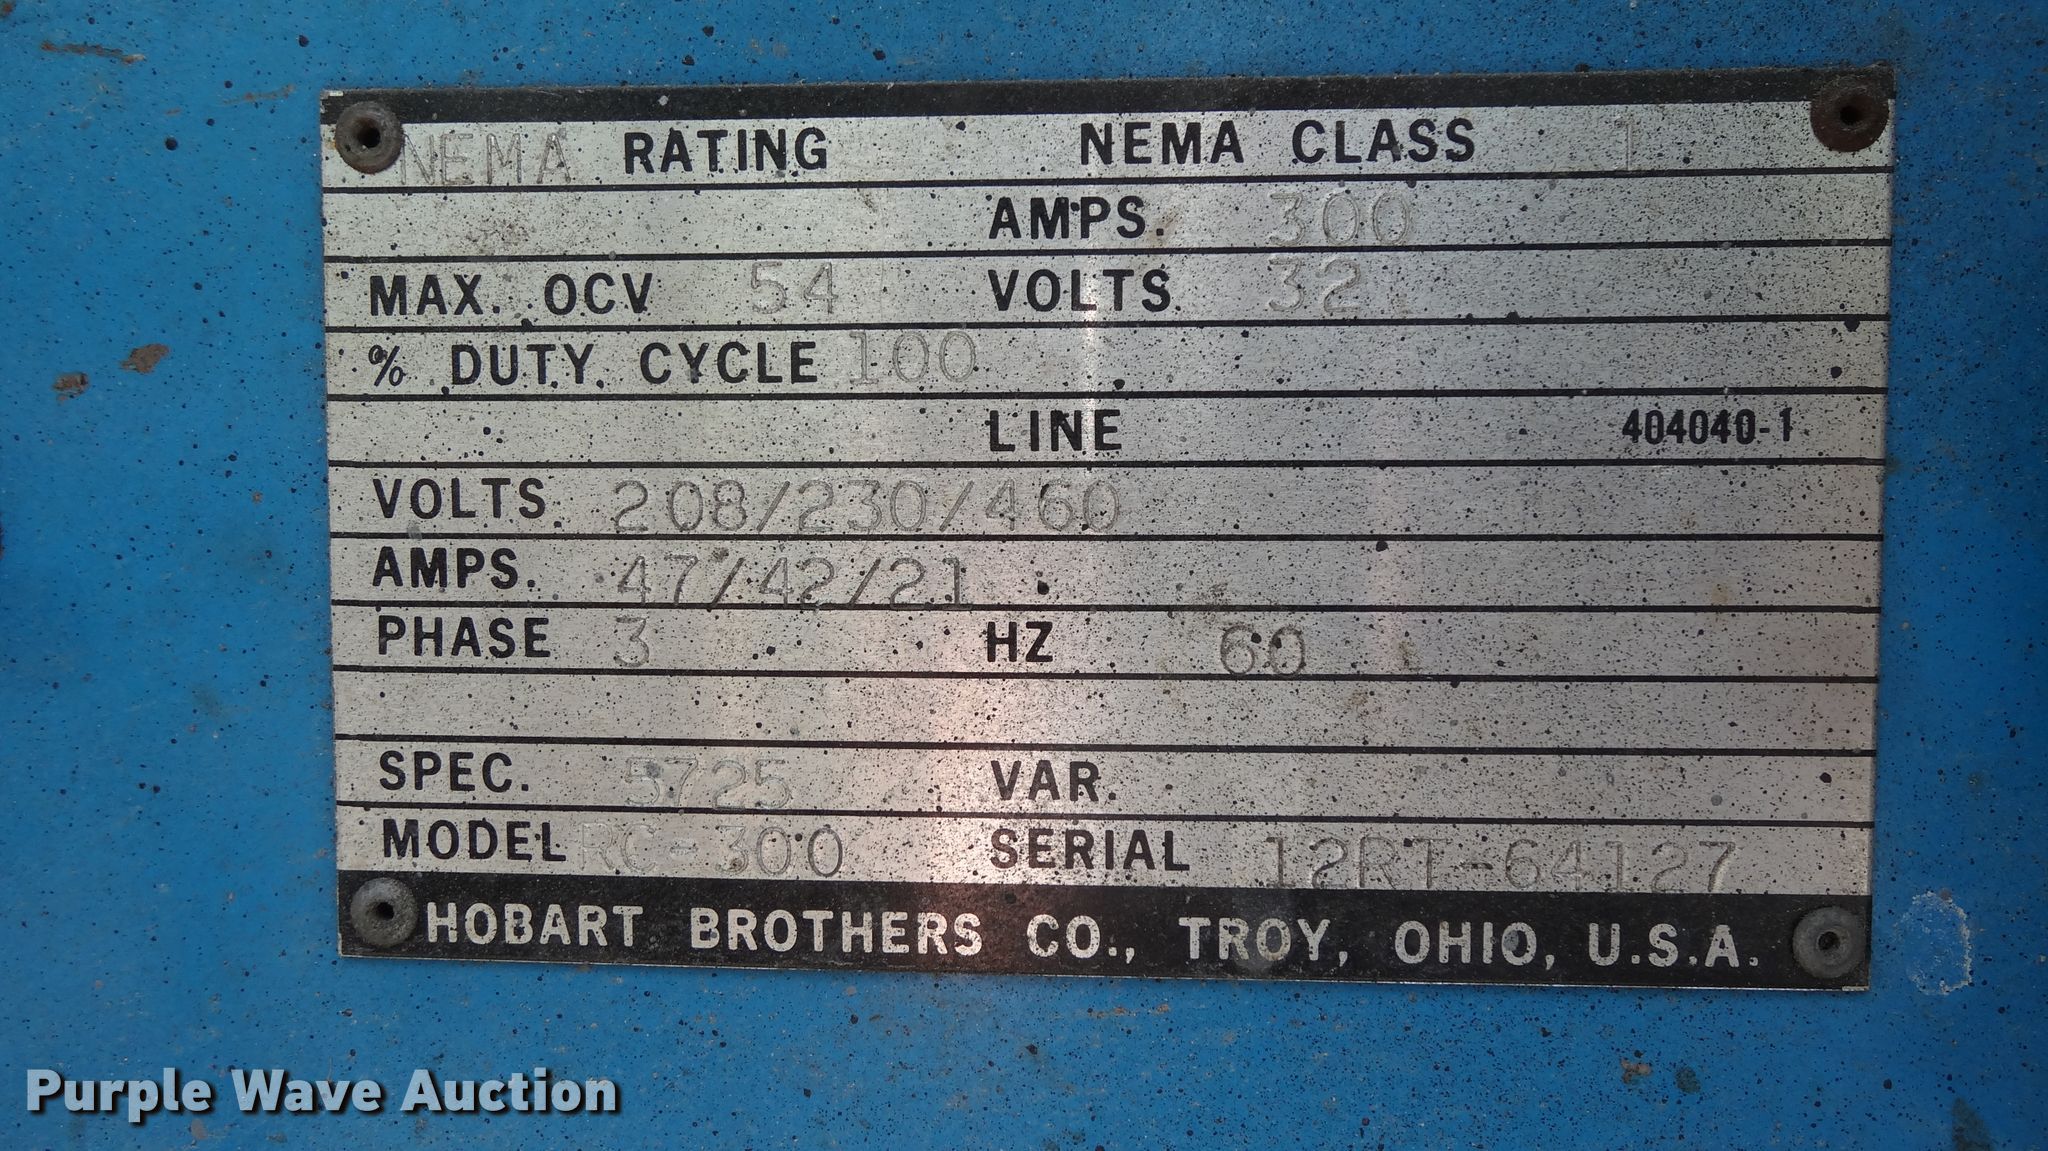 NEMA RATING NEMA CLASS 1
AMPS. 300
MAX. OCV 54 VOLTS 32
% DUTY CYCLE 100
LINE 404040-1
VOLTS 208/230/460
AMPS. 47/42/21
PHASE 3 HZ 60
SPEC. 5725 VAR.
MODEL RC-300 SERIAL 12RT-64127
HOBART BROTHERS CO., TROY, OHIO, U.S.A.
Purple Wave Auction